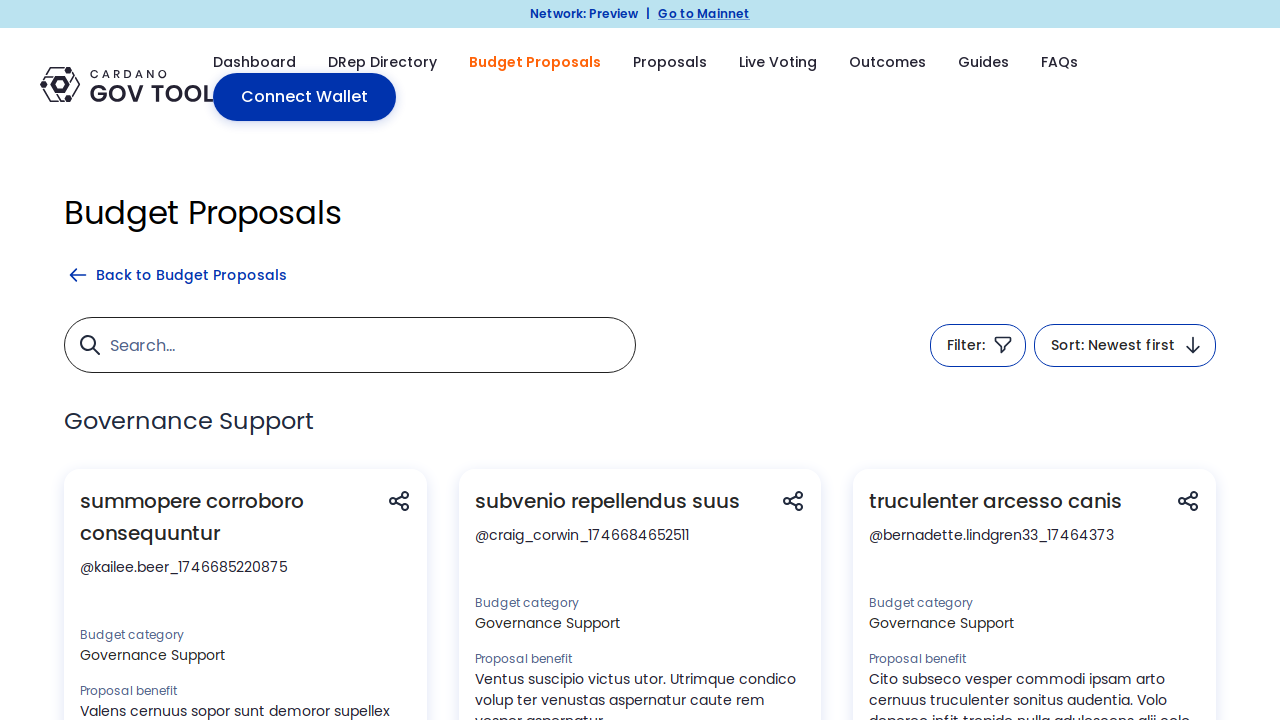 Network: Preview | Go to Mainnet
CARDANO
GOV TOOL
Dashboard DRep Directory Budget Proposals Proposals Live Voting Outcomes Guides FAQs
Connect Wallet
Budget Proposals
Back to Budget Proposals
Search...
Filter:
Sort: Newest first
Governance Support
summopere corroboro
consequuntur
@kailee.beer_1746685220875
Budget category
Governance Support
Proposal benefit
Valens cernuus sopor sunt demoror supellex
subvenio repellendus suus
@craig_corwin_1746684652511
Budget category
Governance Support
Proposal benefit
Ventus suscipio victus utor. Utrimque condico
volup ter venustas aspernatur caute rem
vesper aspernatur.
truculenter arcesso canis
@bernadette.lindgren33_17464373
Budget category
Governance Support
Proposal benefit
Cito subseco vesper commodi ipsam arto
cernuus truculenter sonitus audentia. Volo